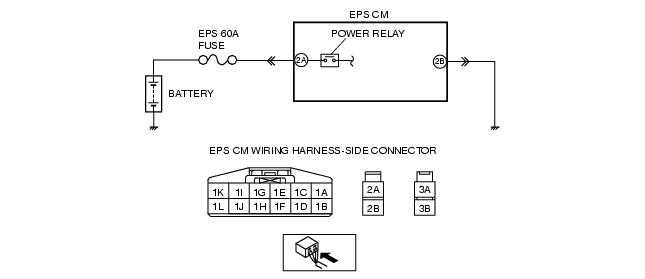 EPS CM
EPS 60A
FUSE
POWER RELAY
2A
2B
BATTERY
EPS CM WIRING HARNESS-SIDE CONNECTOR
1K 1I 1G 1E 1C 1A
1L 1J 1H 1F 1D 1B
2A
2B
3A
3B